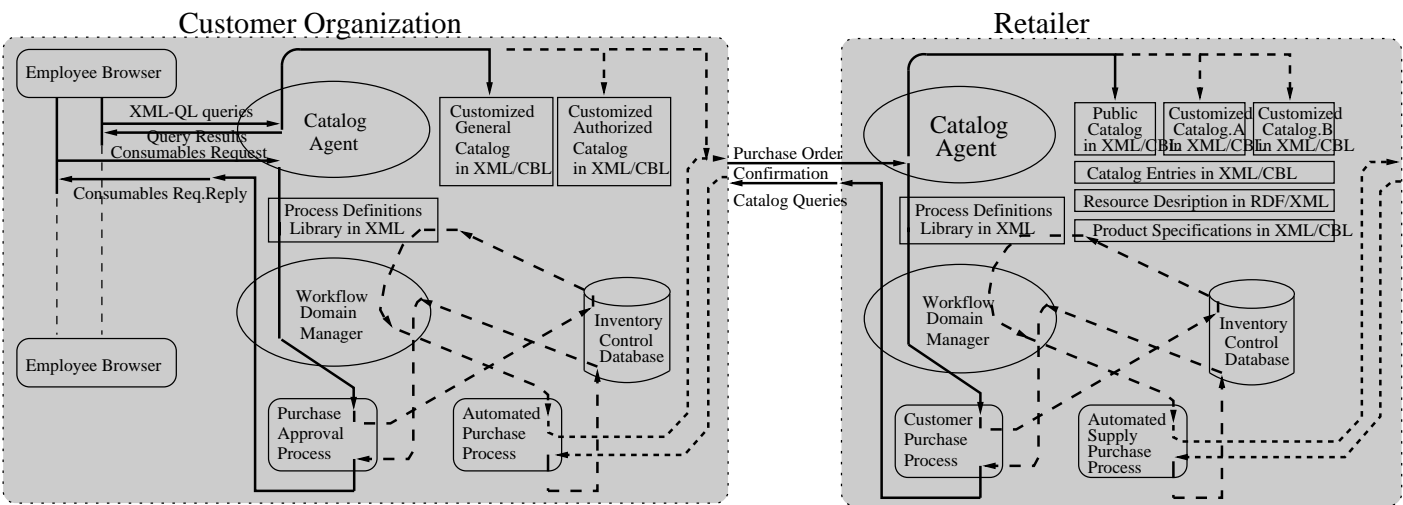 Customer Organization
Retailer
Employee Browser
XML-QL queries
Query Results
Consumables Request
Consumables Req.Reply
Catalog
Agent
Customized
General
Catalog
in XML/CBL
Customized
Authorized
Catalog
in XML/CBL
Process Definitions
Library in XML
Workflow
Domain
Manager
Inventory
Control
Database
Employee Browser
Purchase
Approval
Process
Automated
Purchase
Process
Purchase Order
Confirmation
Catalog Queries
Catalog
Agent
Public
Catalog
in XML/CBL
Customized
Catalog.A
In XML/CBL
Customized
Catalog.B
in XML/CBL
Catalog Entries in XML/CBL
Resource Desription in RDF/XML
Product Specifications in XML/CBL
Process Definitions
Library in XML
Workflow
Domain
Manager
Inventory
Control
Database
Customer
Purchase
Process
Automated
Supply
Purchase
Process